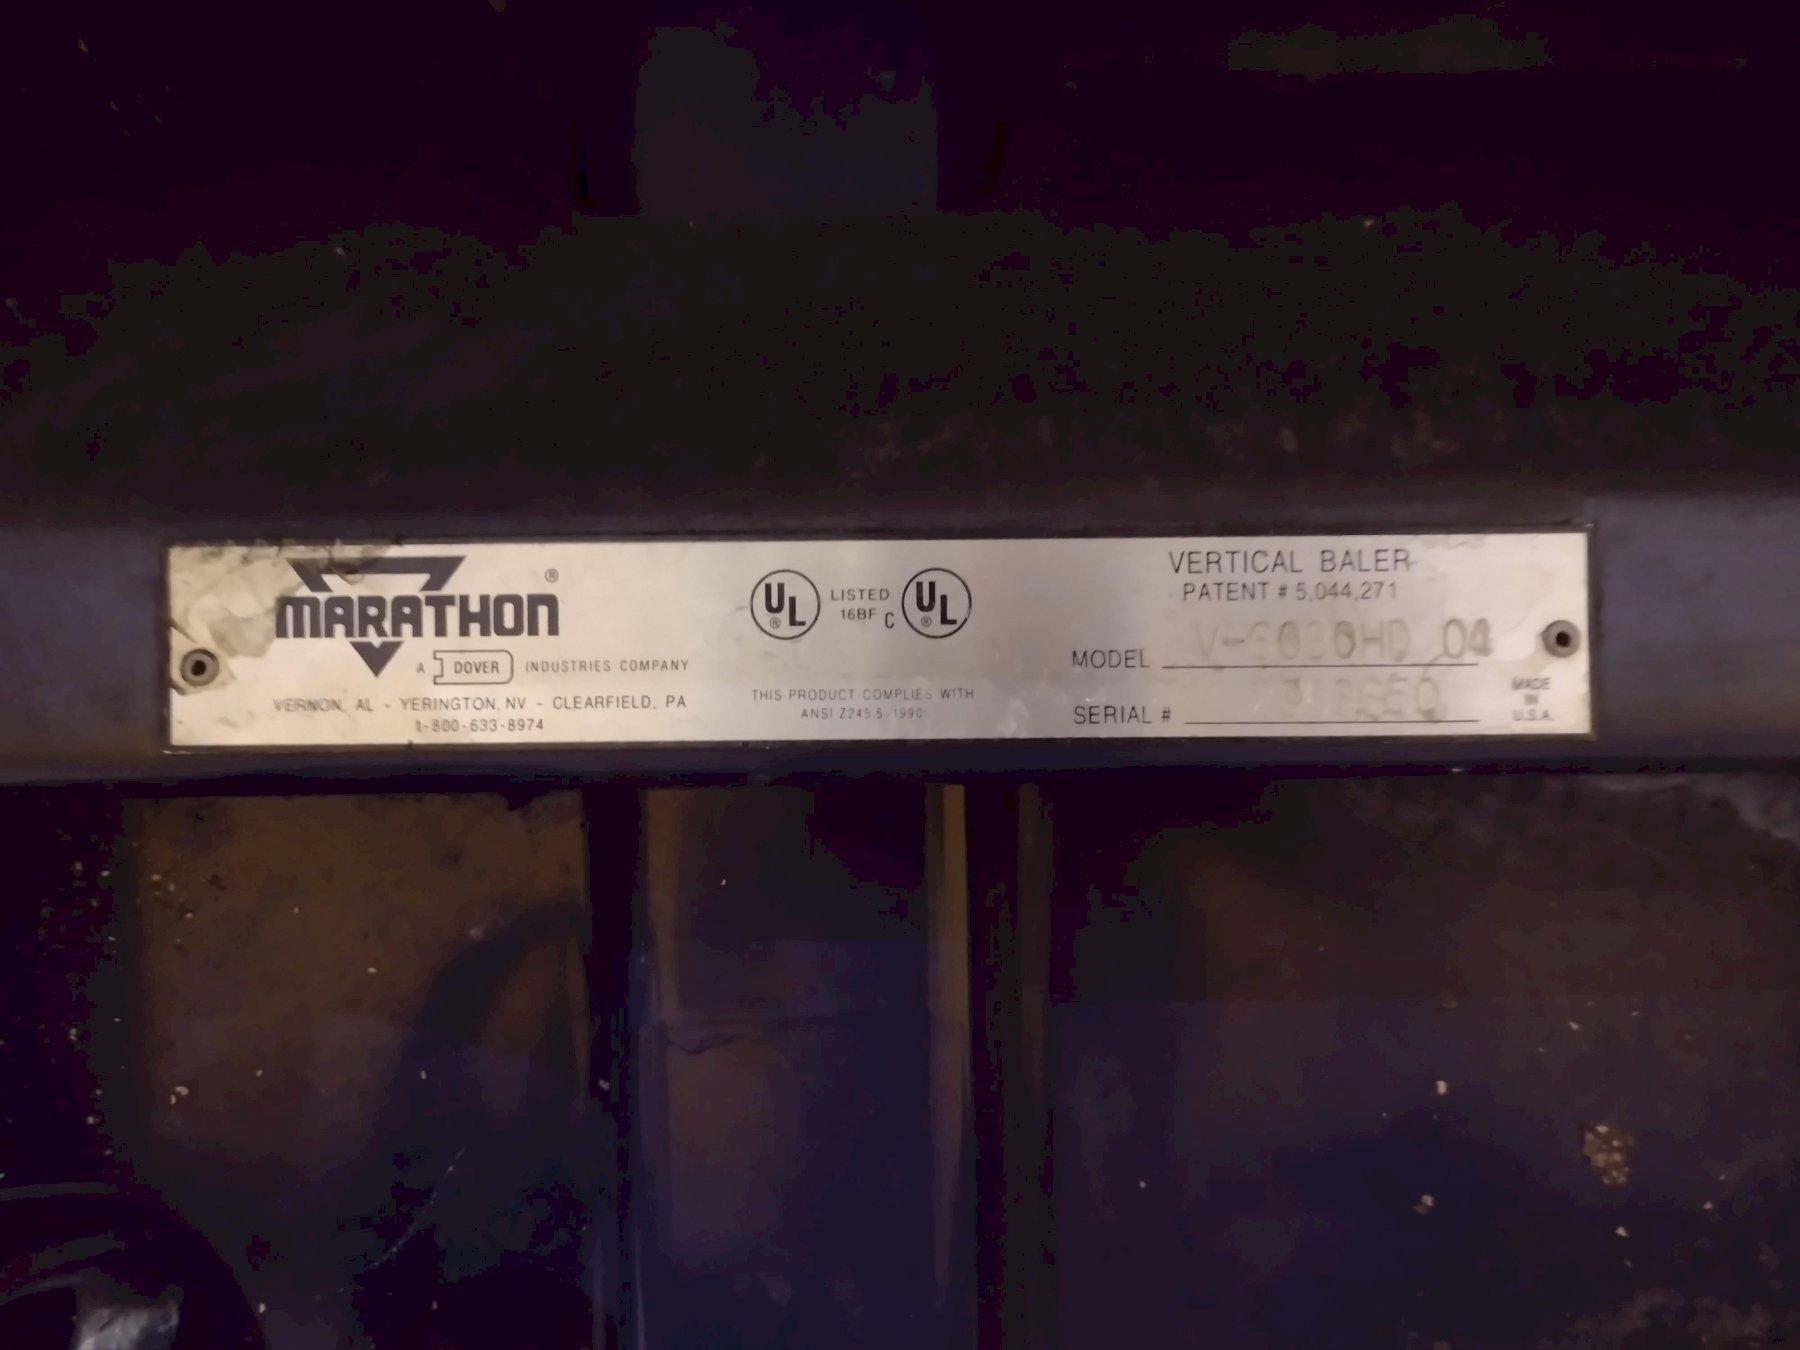 MARATHON ®
A DOVER INDUSTRIES COMPANY
VERNON, AL - YERINGTON, NV - CLEARFIELD, PA
1-800-633-8974
UL ® LISTED 16BF C UL ®
THIS PRODUCT COMPLIES WITH
ANSI Z245.5-1990
VERTICAL BALER
PATENT # 5,044,271
MODEL 04
SERIAL #
MADE
IN
U.S.A.